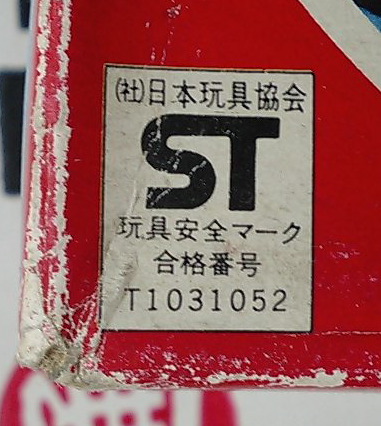 (社)日本玩具協会
ST
玩具安全マーク
合格番号
T1031052